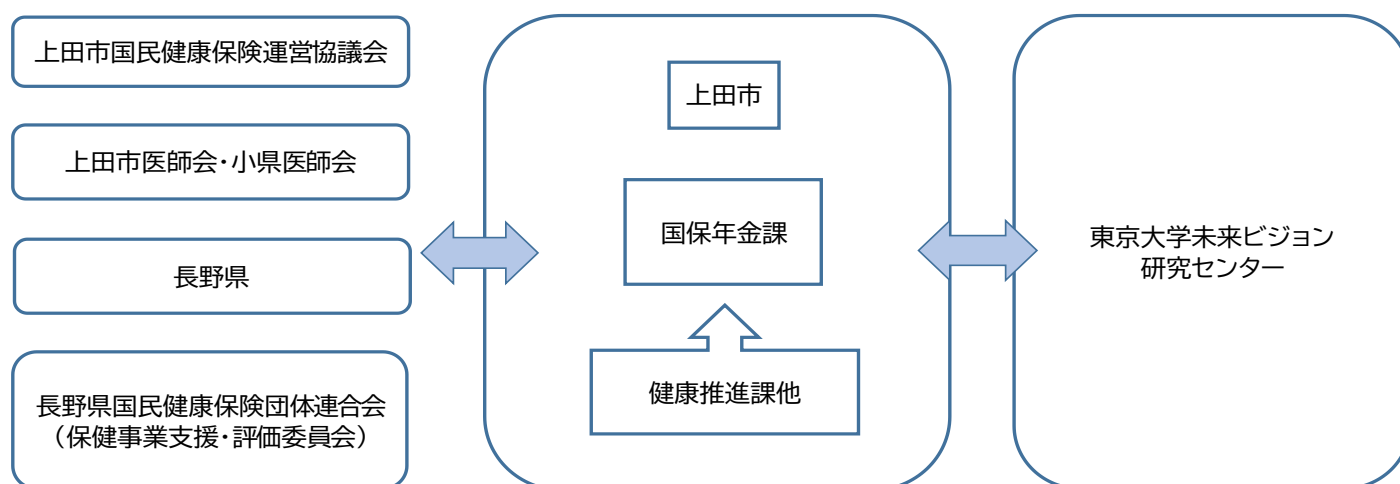 上田市国民健康保険運営協議会
上田市医師会・小県医師会
長野県
長野県国民健康保険団体連合会
（保健事業支援・評価委員会）
上田市
国保年金課
健康推進課他
東京大学未来ビジョン
研究センター